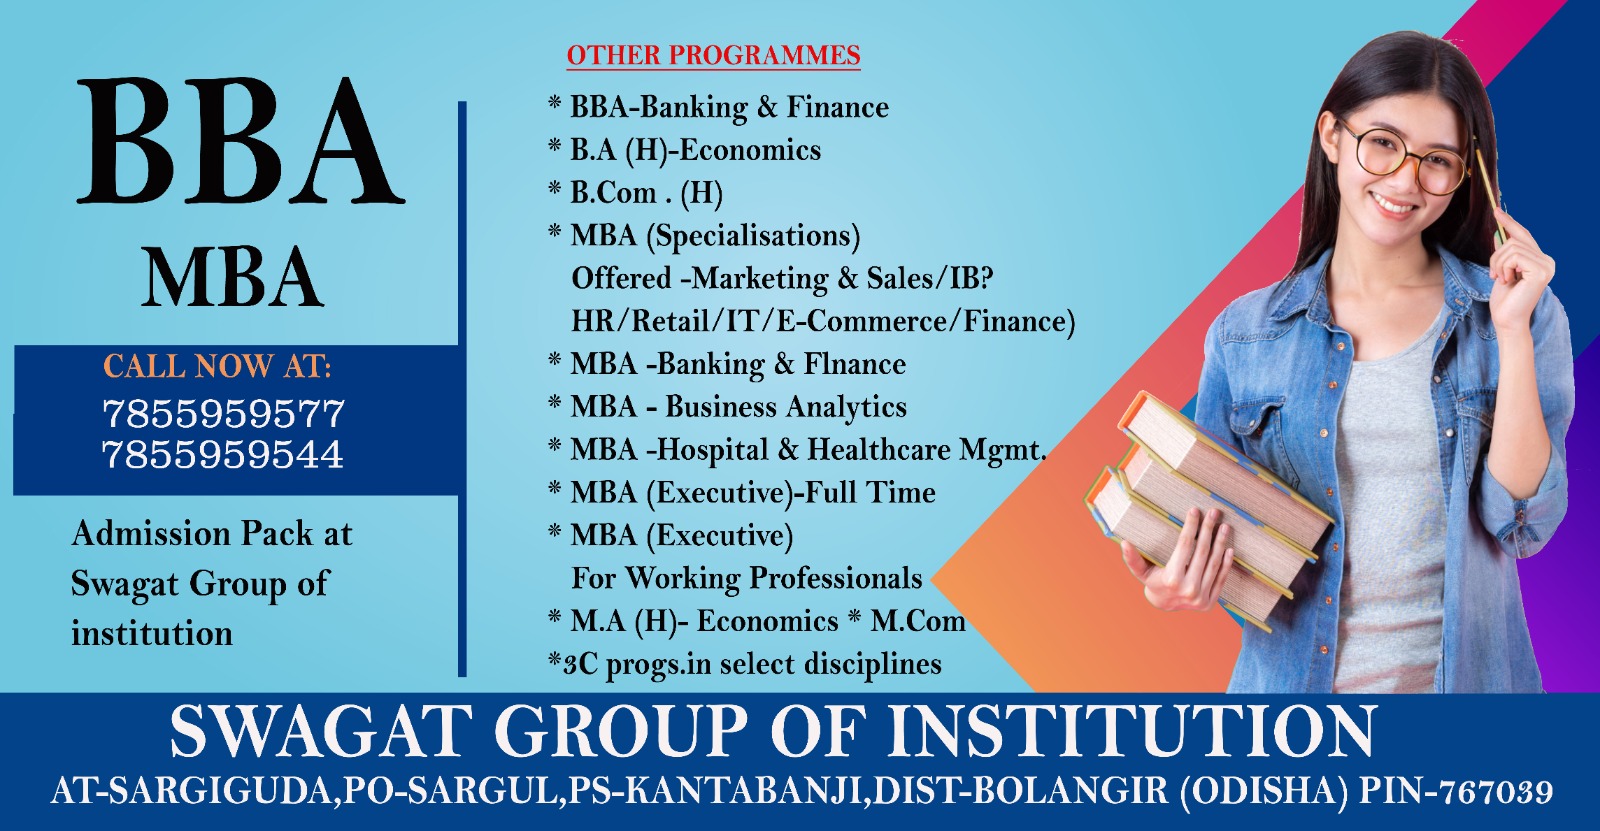 BBA
MBA
CALL NOW AT:
7855959577
7855959544
Admission Pack at
Swagat Group of
institution
OTHER PROGRAMMES
* BBA-Banking & Finance
* B.A (H)-Economics
* B.Com . (H)
* MBA (Specialisations)
Offered -Marketing & Sales/IB?
HR/Retail/IT/E-Commerce/Finance)
* MBA -Banking & FInance
* MBA - Business Analytics
* MBA -Hospital & Healthcare Mgmt.
* MBA (Executive)-Full Time
* MBA (Executive)
For Working Professionals
* M.A (H)- Economics * M.Com
*3C progs.in select disciplines
SWAGAT GROUP OF INSTITUTION
AT-SARGIGUDA,PO-SARGUL,PS-KANTABANJI,DIST-BOLANGIR (ODISHA) PIN-767039